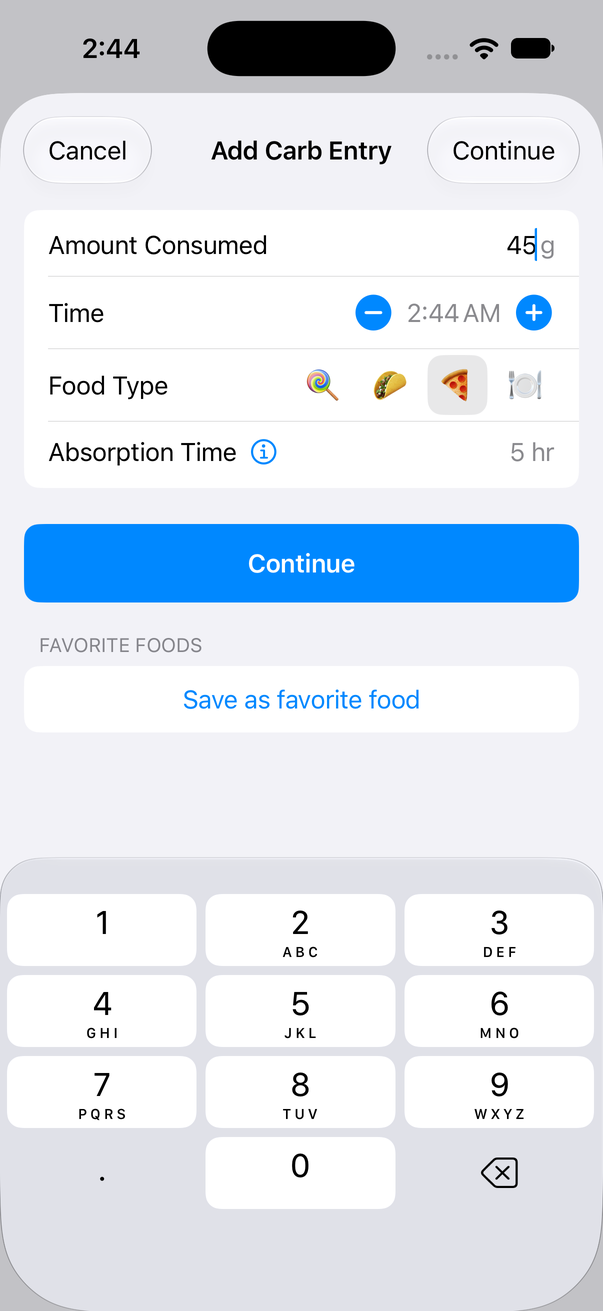 2:44
Cancel Add Carb Entry Continue
Amount Consumed 45 g
Time 2:44 AM
Food Type
Absorption Time 5 hr
Continue
FAVORITE FOODS
Save as favorite food
1 2 3
ABC DEF
4 5 6
GHI JKL MNO
7 8 9
PQRS TUV WXYZ
. 0